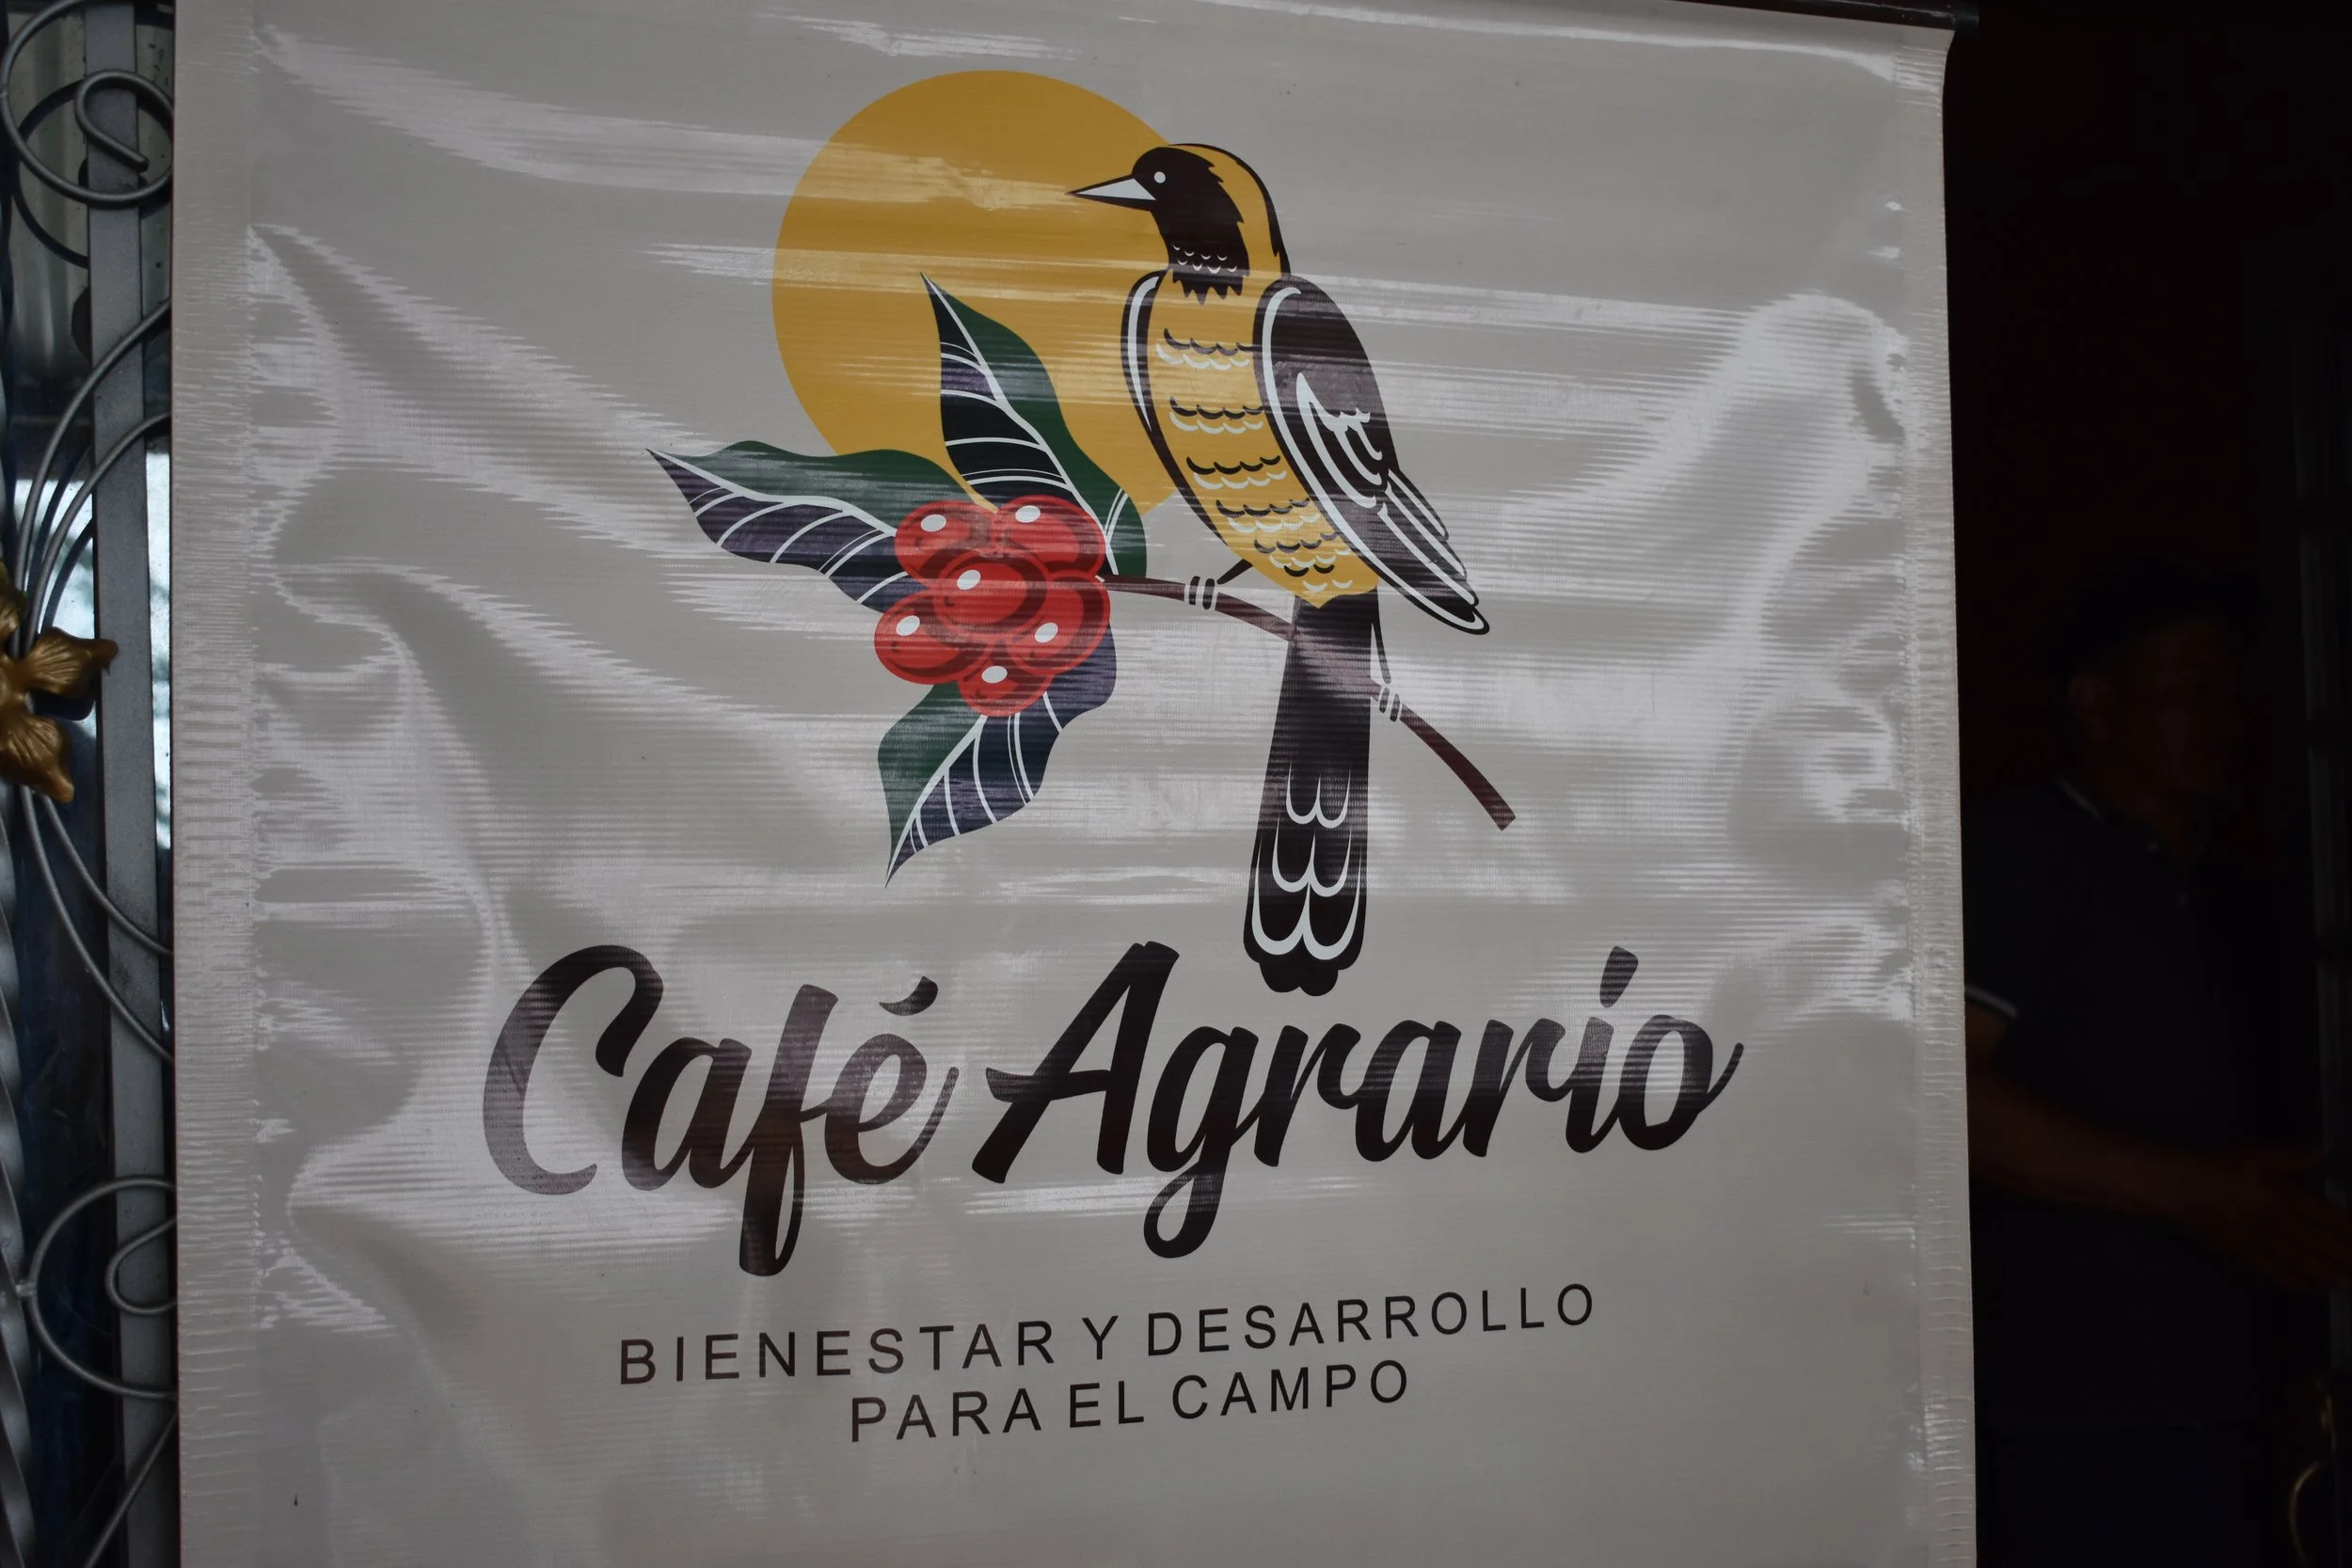 Café Agrario
BIENESTAR Y DESARROLLO
PARA EL CAMPO